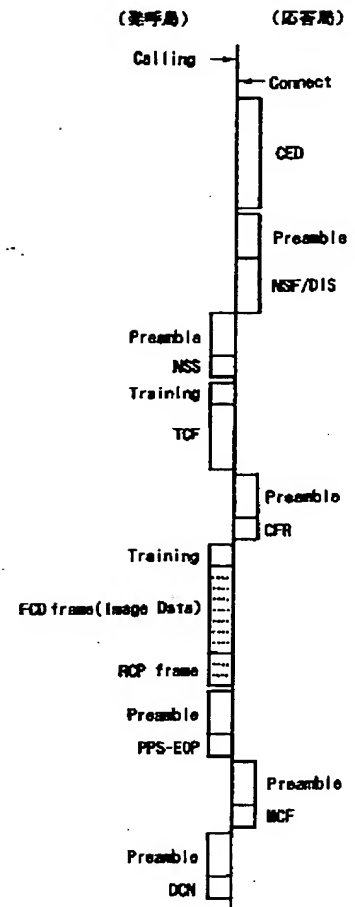 (発呼局) (応答局)
Calling
Connect
CED
Preamble
NSF/DIS
Preamble
NSS
Training
TCF
Preamble
CFR
Training
FCD frame(Image Data)
RCP frame
Preamble
PPS-EOP
Preamble
MCF
Preamble
DCN